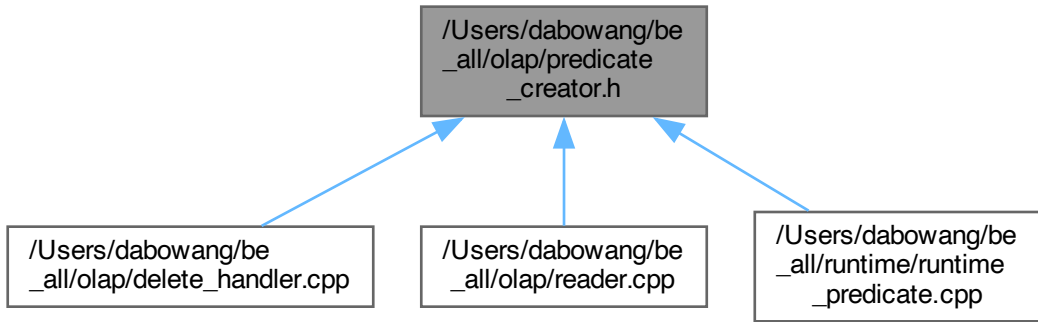 /Users/dabowang/be
_all/olap/predicate
_creator.h
/Users/dabowang/be
_all/olap/delete_handler.cpp
/Users/dabowang/be
_all/olap/reader.cpp
/Users/dabowang/be
_all/runtime/runtime
_predicate.cpp